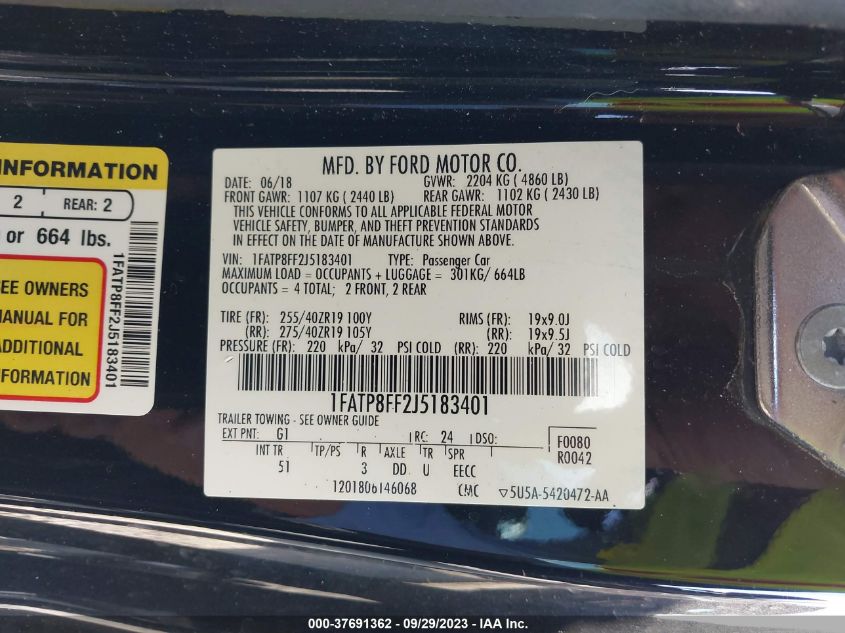 INFORMATION
2 REAR: 2
or 664 lbs.
SEE OWNERS
MANUAL FOR
ADDITIONAL
INFORMATION
1FATP8FF2J5183401
MFD. BY FORD MOTOR CO.
DATE: 06/18 GVWR: 2204 KG ( 4860 LB)
FRONT GAWR: 1107 KG ( 2440 LB) REAR GAWR: 1102 KG ( 2430 LB)
THIS VEHICLE CONFORMS TO ALL APPLICABLE FEDERAL MOTOR
VEHICLE SAFETY, BUMPER, AND THEFT PREVENTION STANDARDS
IN EFFECT ON THE DATE OF MANUFACTURE SHOWN ABOVE.
VIN: 1FATP8FF2J5183401 TYPE: Passenger Car
MAXIMUM LOAD = OCCUPANTS + LUGGAGE = 301KG/ 664LB
OCCUPANTS = 4 TOTAL; 2 FRONT, 2 REAR
TIRE (FR): 255/40ZR19 100Y RIMS (FR): 19x9.0J
(RR): 275/40ZR19 105Y (RR): 19x9.5J
PRESSURE (FR): 220 kPa/ 32 PSI COLD (RR): 220 kPa/ 32 PSI COLD
1FATP8FF2J5183401
TRAILER TOWING - SEE OWNER GUIDE
EXT PNT: G1 RC: 24 DSO: F0080
INT TR TP/PS R AXLE TR SPR R0042
51 3 DD U EECC
1201806146068 CMC ▽5U5A-5420472-AA
000-37691362 - 09/29/2023 - IAA Inc.